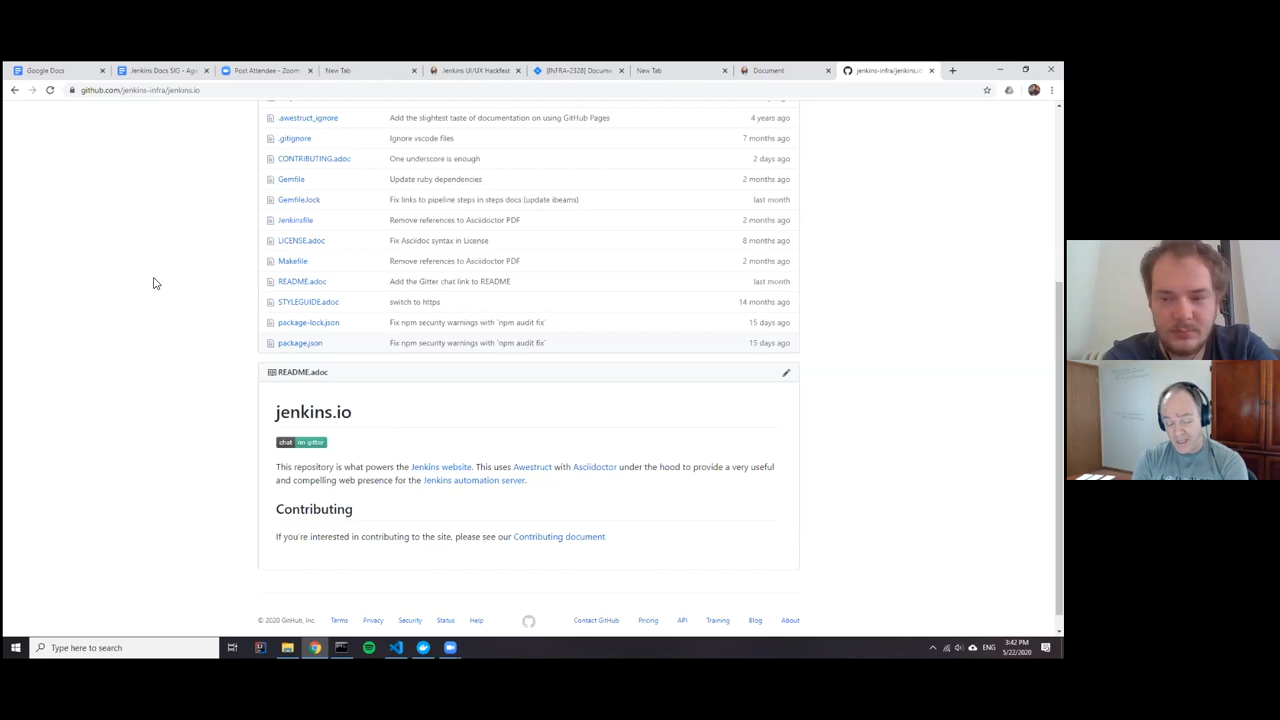 Google Docs
Jenkins Docs SIG - Age
Post Attendee - Zoom
New Tab
Jenkins UI/UX Hackfest
[INFRA-2328] Docume
New Tab
Document
jenkins-infra/jenkins.io
github.com/jenkins-infra/jenkins.io
.awestruct_ignore Add the slightest taste of documentation on using GitHub Pages 4 years ago
.gitignore Ignore vscode files 7 months ago
CONTRIBUTING.adoc One underscore is enough 2 days ago
Gemfile Update ruby dependencies 2 months ago
Gemfile.lock Fix links to pipeline steps in steps docs (update ibeams) last month
Jenkinsfile Remove references to Asciidoctor PDF 2 months ago
LICENSE.adoc Fix Asciidoc syntax in License 8 months ago
Makefile Remove references to Asciidoctor PDF 2 months ago
README.adoc Add the Gitter chat link to README last month
STYLEGUIDE.adoc switch to https 14 months ago
package-lock.json Fix npm security warnings with `npm audit fix` 15 days ago
package.json Fix npm security warnings with `npm audit fix` 15 days ago
README.adoc
jenkins.io
chat on gitter
This repository is what powers the Jenkins website. This uses Awestruct with Asciidoctor under the hood to provide a very useful
and compelling web presence for the Jenkins automation server.
Contributing
If you're interested in contributing to the site, please see our Contributing document
© 2020 GitHub, Inc. Terms Privacy Security Status Help Contact GitHub Pricing API Training Blog About
Type here to search
ENG
3:42 PM
5/22/2020